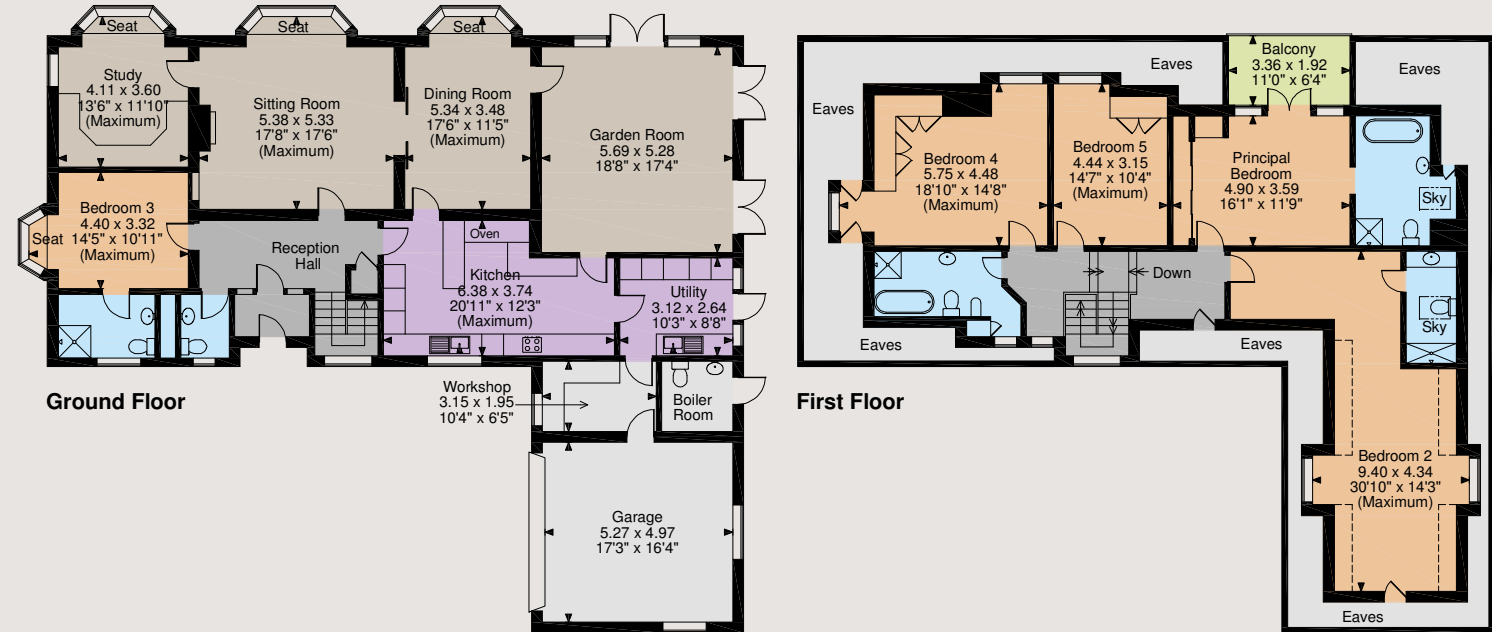 Seat
Seat
Seat
Study
4.11 x 3.60
13'6" x 11'10"
(Maximum)
Sitting Room
5.38 x 5.33
17'8" x 17'6"
(Maximum)
Dining Room
5.34 x 3.48
17'6" x 11'5"
(Maximum)
Garden Room
5.69 x 5.28
18'8" x 17'4"
Bedroom 3
4.40 x 3.32
14'5" x 10'11"
(Maximum)
Seat
Reception
Hall
Oven
Kitchen
6.38 x 3.74
20'11" x 12'3"
(Maximum)
Utility
3.12 x 2.64
10'3" x 8'8"
Workshop
3.15 x 1.95
10'4" x 6'5"
Boiler
Room
Garage
5.27 x 4.97
17'3" x 16'4"
Ground Floor
Eaves
Balcony
3.36 x 1.92
11'0" x 6'4"
Eaves
Eaves
Bedroom 4
5.75 x 4.48
18'10" x 14'8"
(Maximum)
Bedroom 5
4.44 x 3.15
14'7" x 10'4"
(Maximum)
Principal
Bedroom
4.90 x 3.59
16'1" x 11'9"
Sky
Down
Sky
Eaves
Eaves
Bedroom 2
9.40 x 4.34
30'10" x 14'3"
(Maximum)
Eaves
First Floor